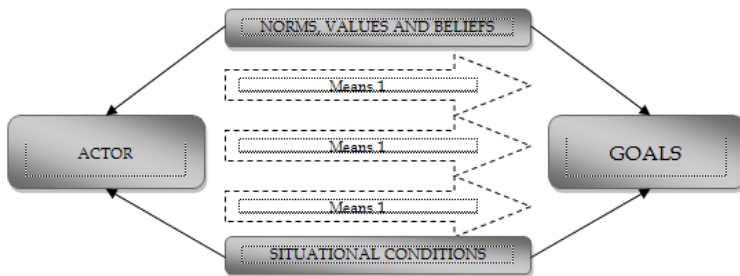 NORMS, VALUES AND BELIEFS
Means 1
ACTOR
Means 1
GOALS
Means 1
SITUATIONAL CONDITIONS